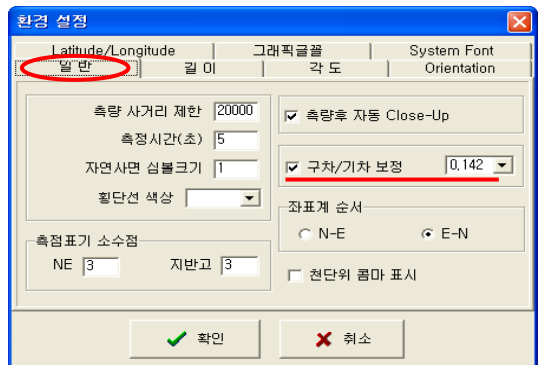 환경 설정
Latitude/Longitude 그래픽글꼴 System Font
일 반 길 이 각 도 Orientation
측량 사거리 제한 20000
측정시간(초) 5
자연사면 심볼크기 1
횡단선 색상
측점표기 소수점
NE 3 지반고 3
측량후 자동 Close-Up
구차/기차 보정 0.142
좌표계 순서
N-E E-N
천단위 콤마 표시
확인 취소